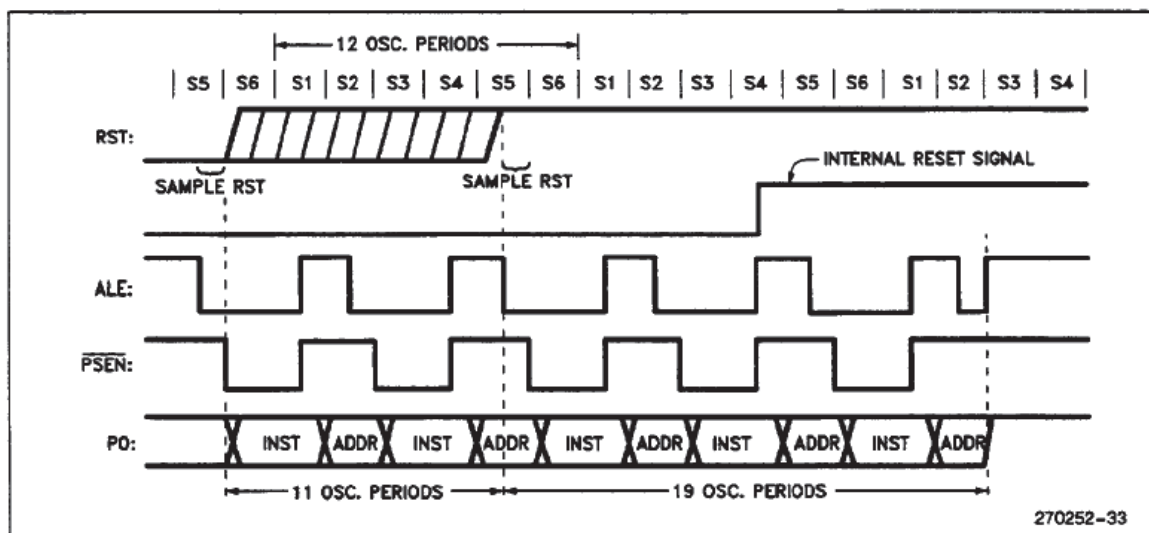 12 OSC. PERIODS
S5 S6 S1 S2 S3 S4 S5 S6 S1 S2 S3 S4 S5 S6 S1 S2 S3 S4
RST:
INTERNAL RESET SIGNAL
SAMPLE RST SAMPLE RST
ALE:
PSEN:
P0: INST ADDR INST ADDR INST ADDR INST ADDR INST ADDR
11 OSC. PERIODS 19 OSC. PERIODS
270252-33